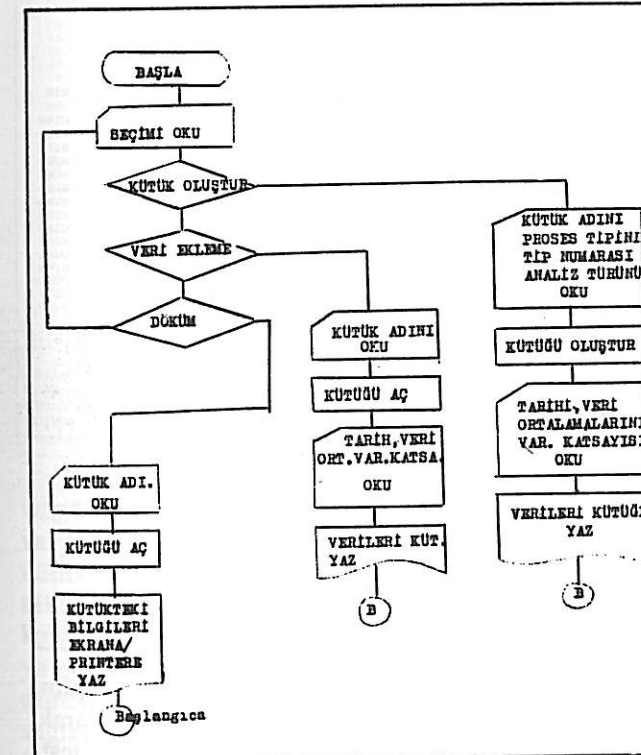 BAŞLA
SEÇİMİ OKU
KÜTÜK OLUŞTUR
VERİ EKLEME
DÖKÜM
KÜTÜK ADI.
OKU
KÜTÜĞÜ AÇ
KÜTÜKTEKİ
BİLGİLERİ
EKRANA/
PRINTERE
YAZ
Başlangıca
KÜTÜK ADINI
OKU
KÜTÜĞÜ AÇ
TARİH,VERİ
ORT.VAR.KATSA.
OKU
VERİLERİ KÜT.
YAZ
B
KÜTÜK ADINI
PROSES TİPİNİ
TİP NUMARASI
ANALİZ TÜRÜNÜ
OKU
KÜTÜĞÜ OLUŞTUR
TARİHİ,VERİ
ORTALAMALARINI
VAR. KATSAYISI
OKU
VERİLERİ
YAZ
B